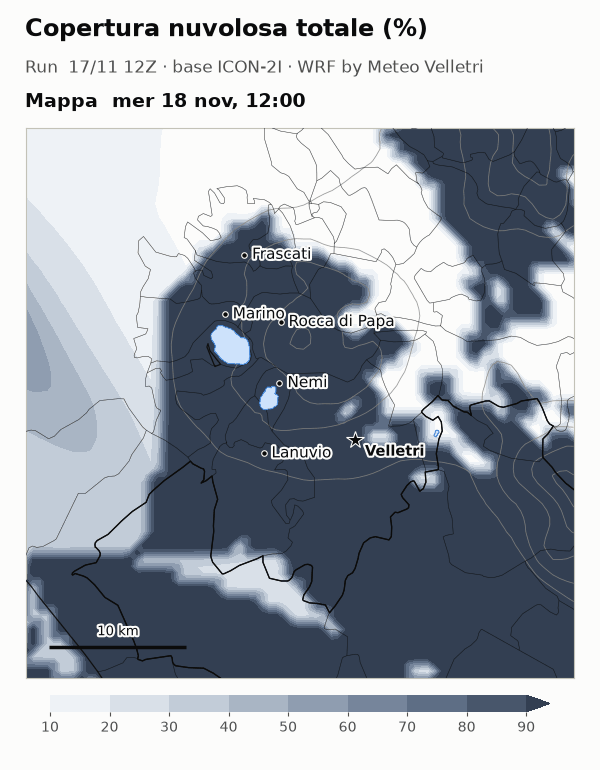 Copertura nuvolosa totale (%)
Run  17/11 12Z · base ICON-2I · WRF by Meteo Velletri
Mappa  mer 18 nov, 12:00
Frascati
Marino
Rocca di Papa
Nemi
Velletri
Lanuvio
10 km
10 20 30 40 50 60 70 80 90